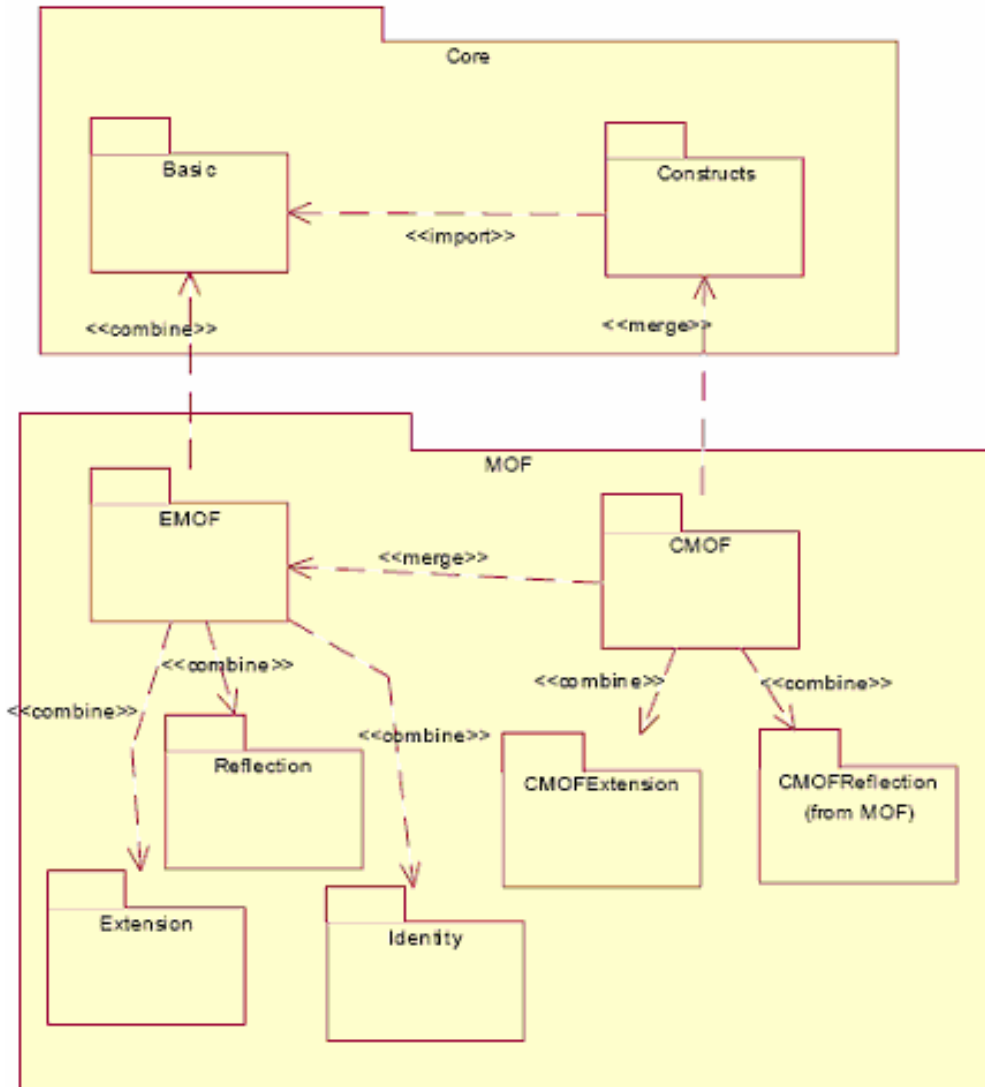 Core
Basic
Constructs
<<import>>
<<combine>>
<<merge>>
MOF
EMOF
CMOF
<<merge>>
<<combine>>
<<combine>>
<<combine>>
<<combine>>
<<combine>>
Reflection
CMOFExtension
CMOFReflection
(from MOF)
Extension
Identity